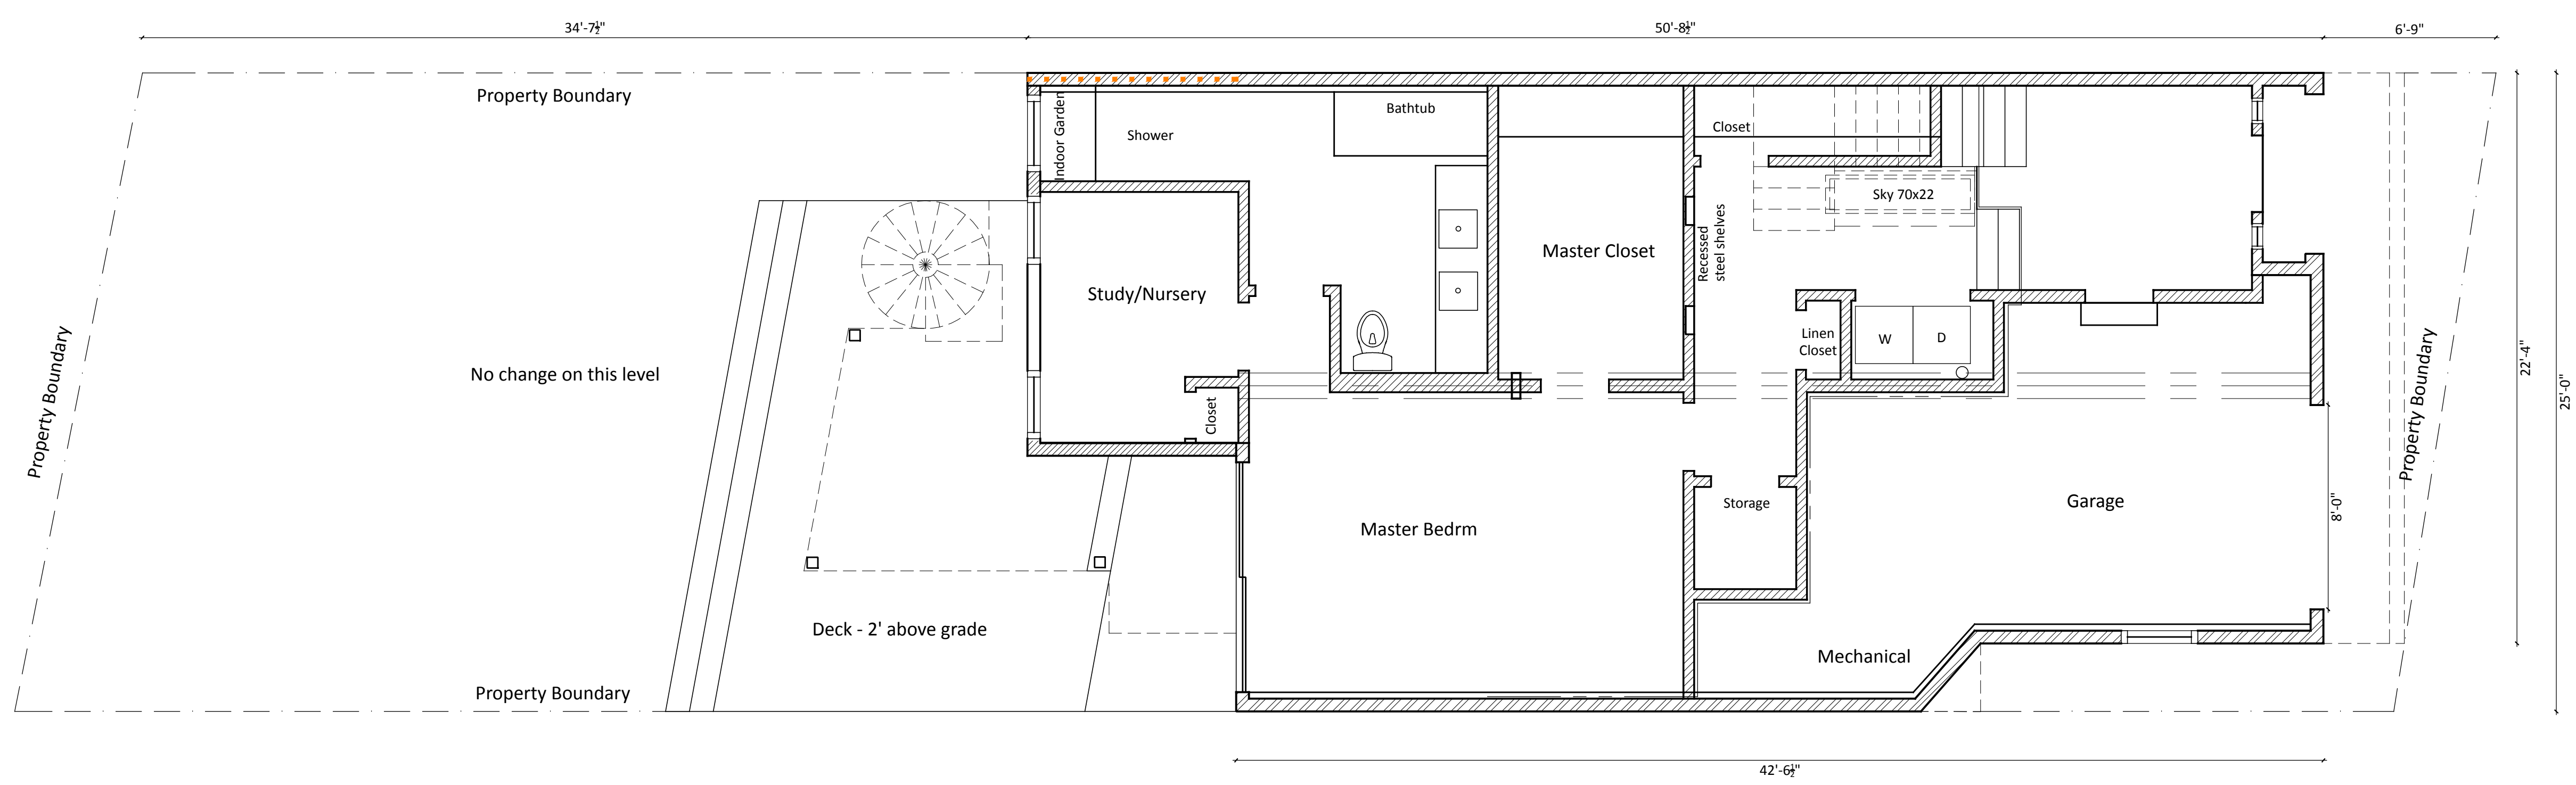 34'-7½"
50'-8½"
6'-9"
Property Boundary
Indoor Garden
Shower
Bathtub
Closet
Sky 70x22
Recessed
steel shelves
Master Closet
Study/Nursery
Linen
Closet
W
D
22'-4"
25'-0"
Property Boundary
No change on this level
Property Boundary
Closet
Storage
Garage
8'-0"
Master Bedrm
Deck - 2' above grade
Mechanical
Property Boundary
42'-6½"